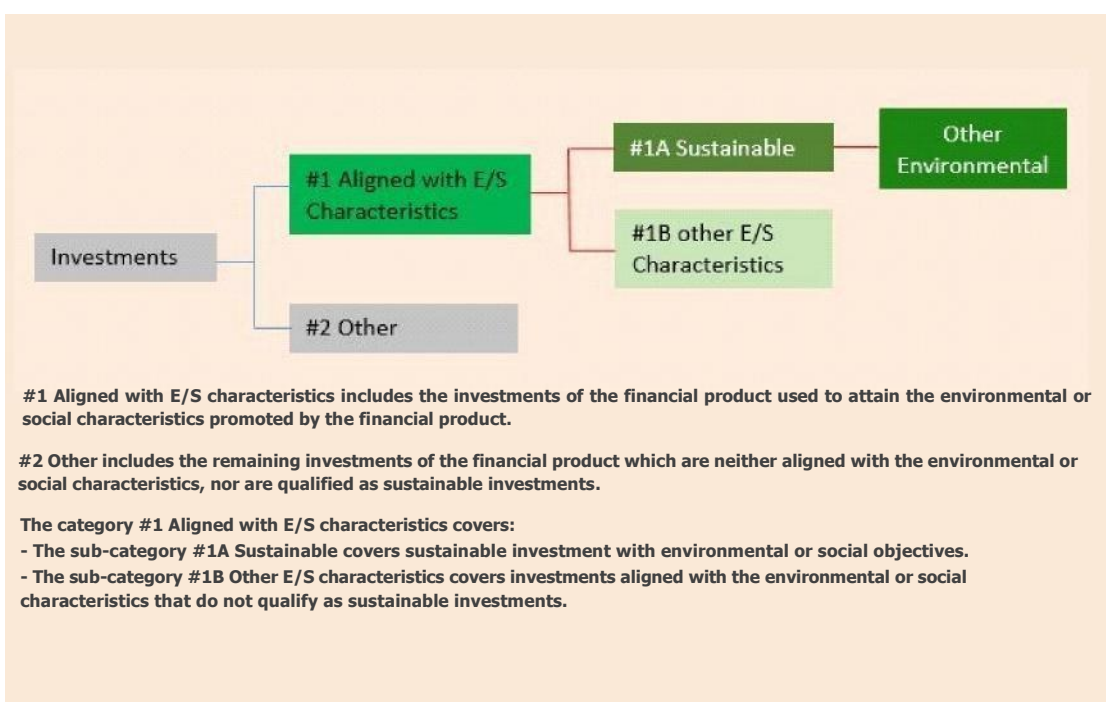 Other
Environmental
#1A Sustainable
#1 Aligned with E/S
Characteristics
#1B other E/S
Characteristics
Investments
#2 Other
#1 Aligned with E/S characteristics includes the investments of the financial product used to attain the environmental or
social characteristics promoted by the financial product.
#2 Other includes the remaining investments of the financial product which are neither aligned with the environmental or
social characteristics, nor are qualified as sustainable investments.
The category #1 Aligned with E/S characteristics covers:
- The sub-category #1A Sustainable covers sustainable investment with environmental or social objectives.
- The sub-category #1B Other E/S characteristics covers investments aligned with the environmental or social
characteristics that do not qualify as sustainable investments.